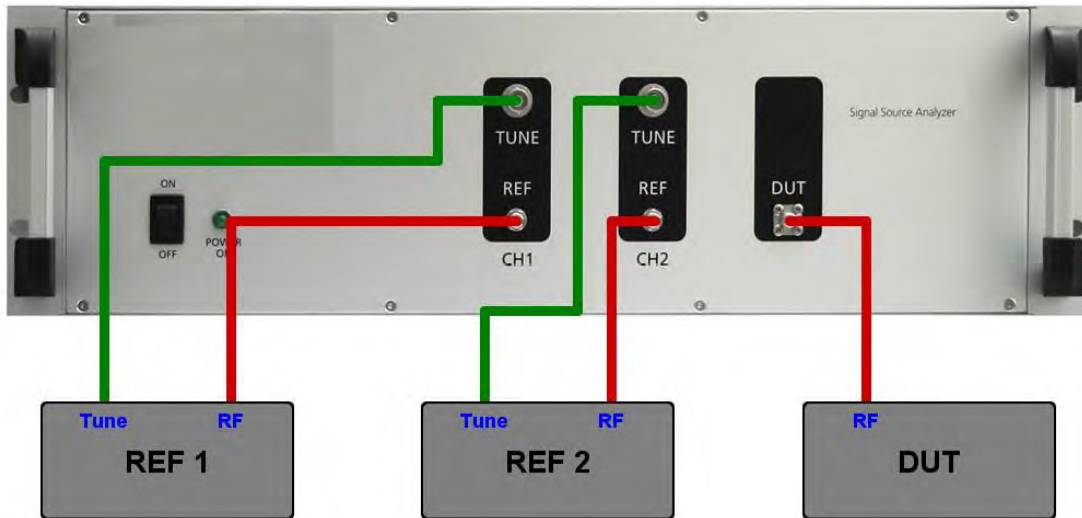 Signal Source Analyzer
TUNE
TUNE
REF
REF
DUT
ON
OFF
POWER
CH1
CH2
Tune
RF
REF 1
Tune
RF
REF 2
RF
DUT